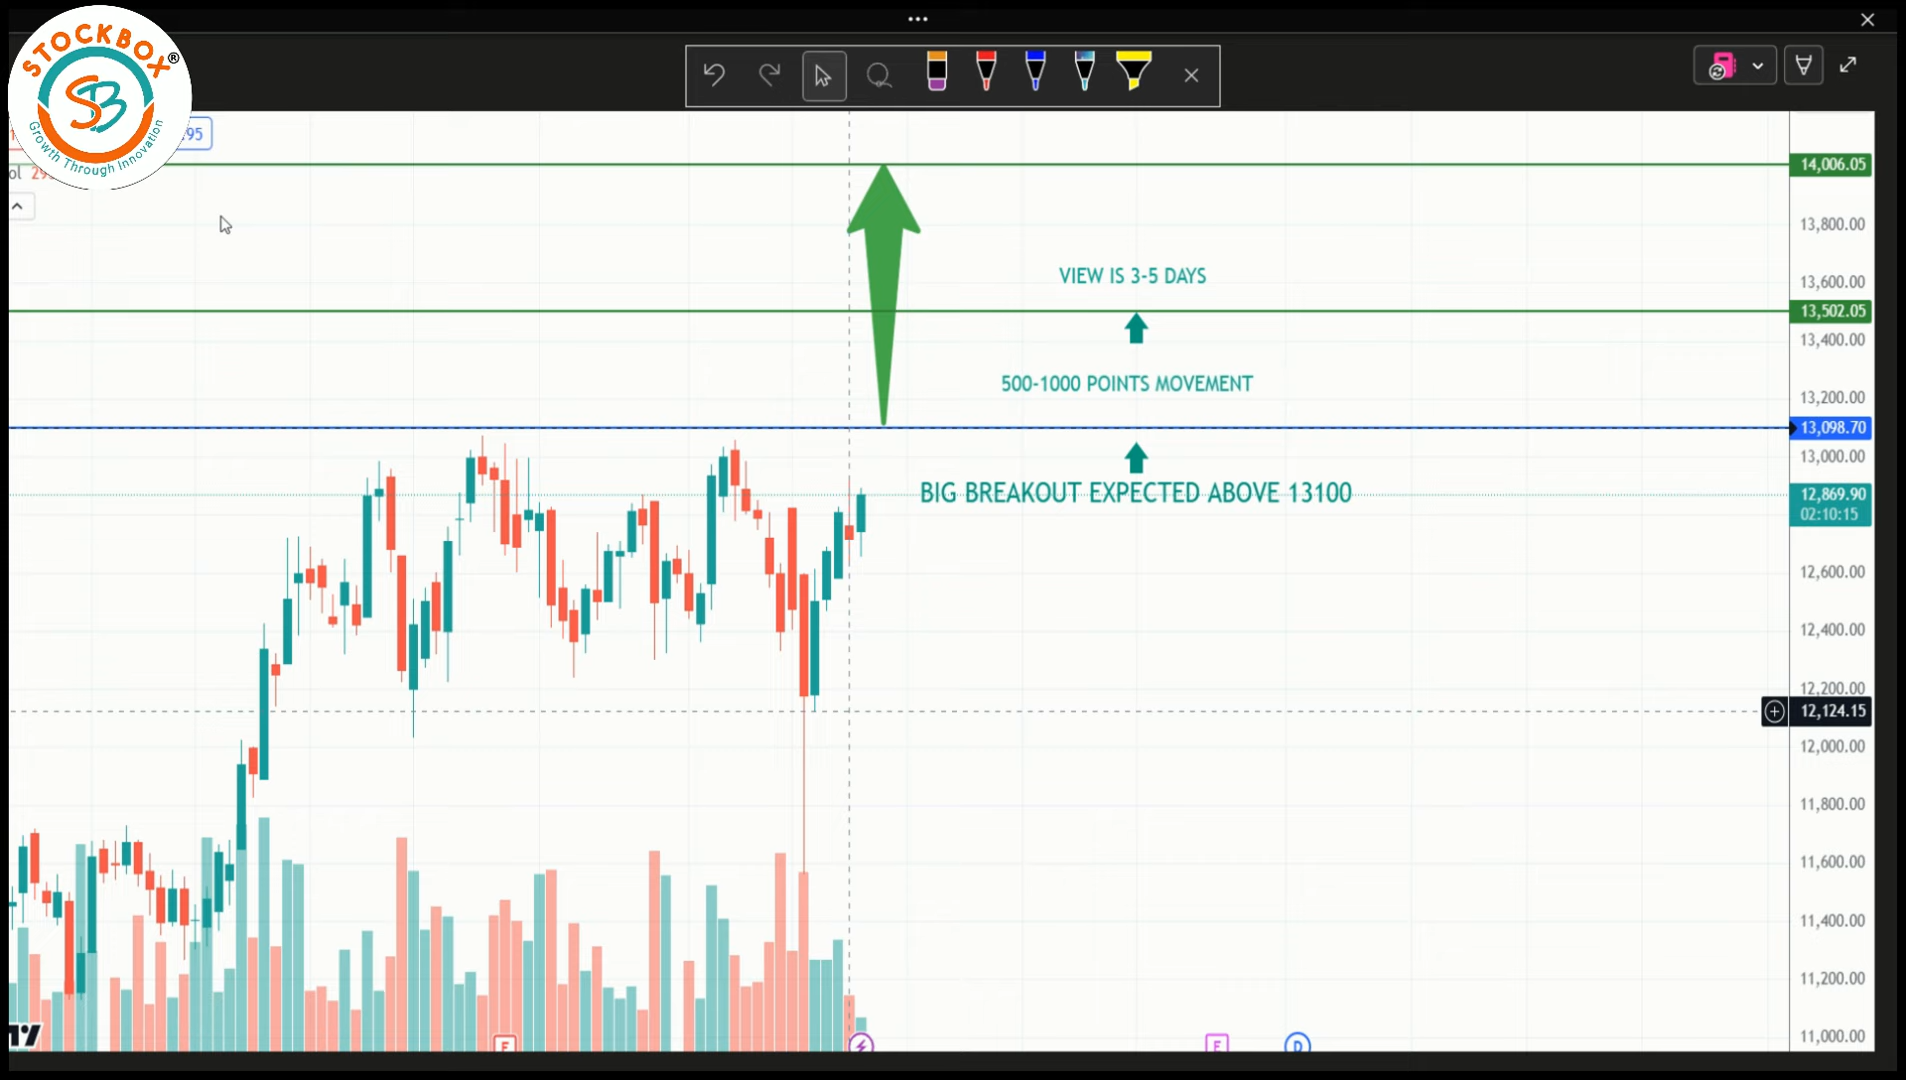 STOCKBOX®
SB
Growth Through Innovation
95
14,006.05
13,800.00
VIEW IS 3-5 DAYS
13,600.00
13,502.05
13,400.00
500-1000 POINTS MOVEMENT
13,200.00
13,098.70
13,000.00
BIG BREAKOUT EXPECTED ABOVE 13100
12,869.90
02:10:15
12,600.00
12,400.00
12,200.00
12,124.15
12,000.00
11,800.00
11,600.00
11,400.00
11,200.00
11,000.00
E
E
D